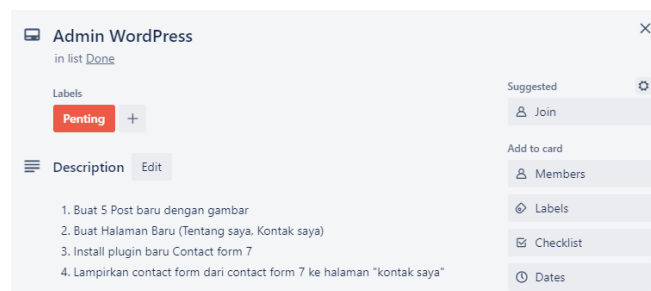 Admin WordPress
in list Done
Labels
Penting
Description Edit
1. Buat 5 Post baru dengan gambar
2. Buat Halaman Baru (Tentang saya, Kontak saya)
3. Install plugin baru Contact form 7
4. Lampirkan contact form dari contact form 7 ke halaman "kontak saya"
Suggested
Join
Add to card
Members
Labels
Checklist
Dates